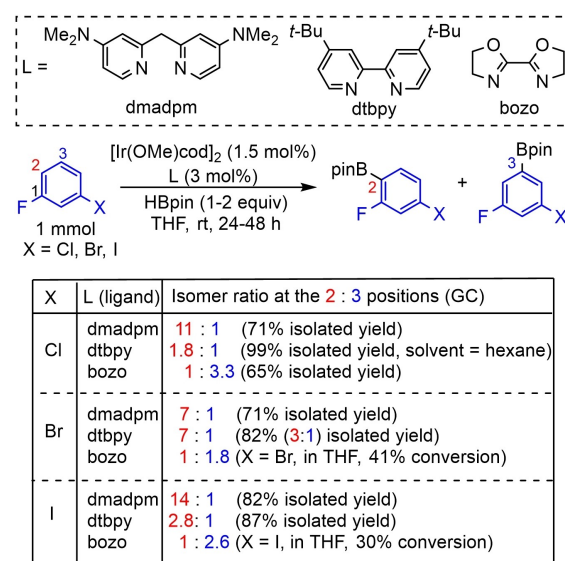 Me2N NMe2 t-Bu t-Bu
L = N N N N O O N N
dmadpm dtbpy bozo
2 3 1 F X
1 mmol
X = Cl, Br, I
[Ir(OMe)cod]2 (1.5 mol%)
L (3 mol%)
HBpin (1-2 equiv)
THF, rt, 24-48 h
pinB 2 F X
+
Bpin 3 F X
X L (ligand) Isomer ratio at the 2 : 3 positions (GC)
Cl
dmadpm 11 : 1 (71% isolated yield)
dtbpy 1.8 : 1 (99% isolated yield, solvent = hexane)
bozo 1 : 3.3 (65% isolated yield)
Br
dmadpm 7 : 1 (71% isolated yield)
dtbpy 7 : 1 (82% (3:1) isolated yield)
bozo 1 : 1.8 (X = Br, in THF, 41% conversion)
I
dmadpm 14 : 1 (82% isolated yield)
dtbpy 2.8: 1 (87% isolated yield)
bozo 1 : 2.6 (X = I, in THF, 30% conversion)